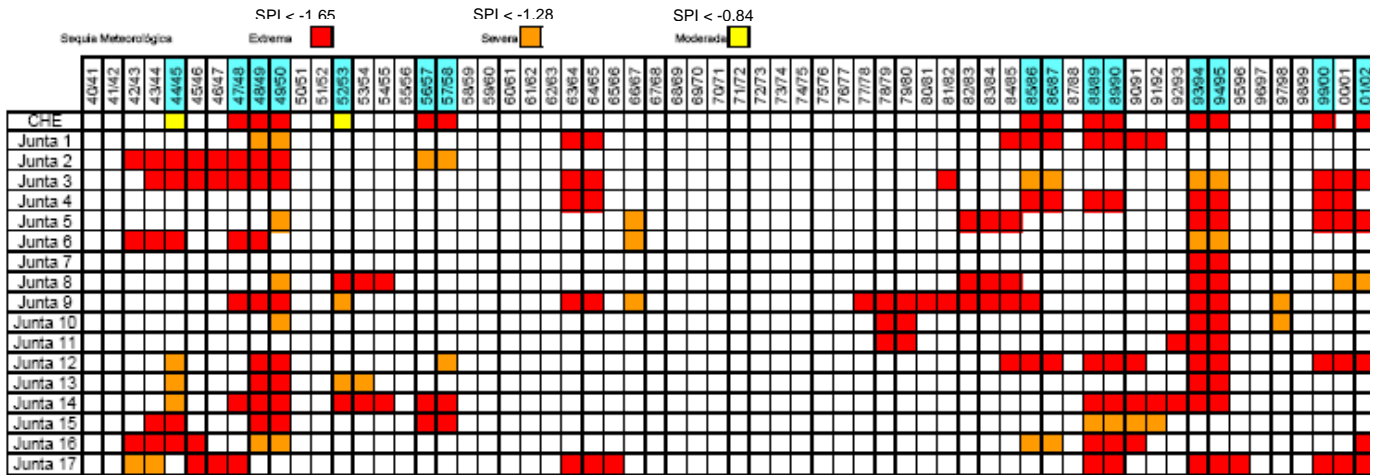 SPI < -1.65 SPI < -1.28 SPI < -0.84
Sequia Meteorológica Extrema Severa Moderada
40/41 41/42 42/43 43/44 44/45 45/46 47/48 48/49 49/50 50/51 51/52 52/53 53/54 54/55 55/56 56/57 57/58 58/59 59/60 60/61 61/62 62/63 63/64 64/65 65/66 66/67 67/68 68/69 69/70 70/71 71/72 72/73 73/74 74/75 75/76 76/77 77/78 78/79 79/80 80/81 81/82 82/83 83/84 84/85 85/86 86/87 87/88 88/89 89/90 90/91 91/92 92/93 93/94 94/95 95/96 96/97 97/98 98/99 99/00 00/01 01/02
CHE
Junta 1
Junta 2
Junta 3
Junta 4
Junta 5
Junta 6
Junta 7
Junta 8
Junta 9
Junta 10
Junta 11
Junta 12
Junta 13
Junta 14
Junta 15
Junta 16
Junta 17